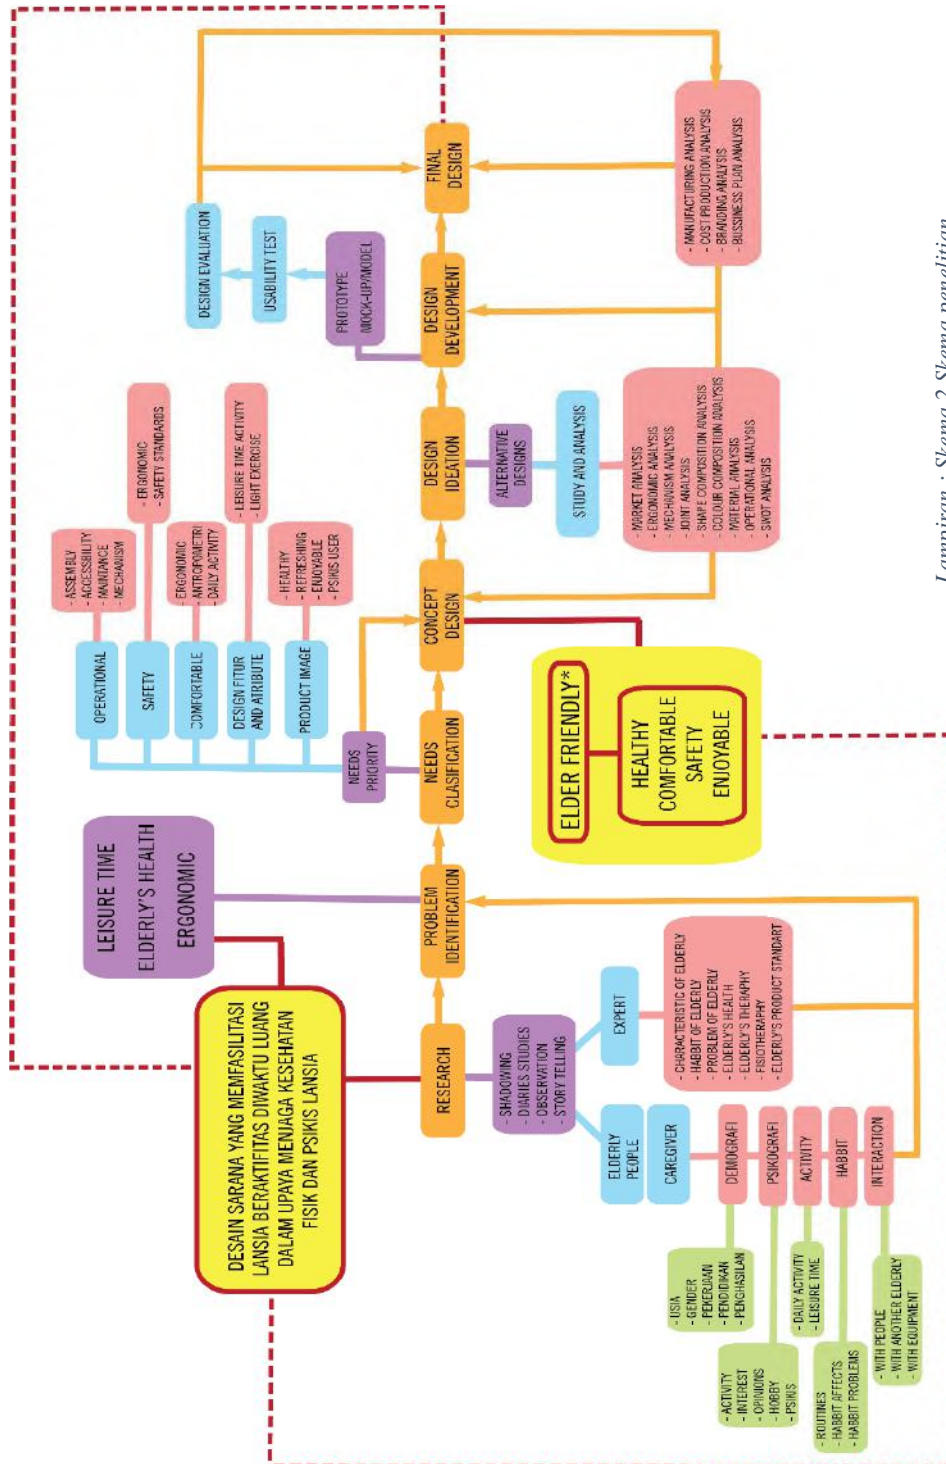 DESAIN SARANA YANG MEMFASILITASI
LANSIA BERAKTIFITAS DIWAKTU LUANG
DALAM UPAYA MENJAGA KESEHATAN
FISIK DAN PSIKIS LANSIA
LEISURE TIME
ELDERLY'S HEALTH
ERGONOMIC
RESEARCH
PROBLEM
IDENTIFICATION
NEEDS
CLASIFICATION
CONCEPT
DESIGN
DESIGN
IDEATION
DESIGN
DEVELOPMENT
FINAL
DESIGN
- SHADOWING
- DIARIES STUDIES
- OBSERVATION
- STORY TELLING
ELDERLY
PEOPLE
CAREGIVER
EXPERT
DEMOGRAFI
PSIKOGRAFI
ACTIVITY
HABBIT
INTERACTION
- USIA
- GENDER
- PEKERJAAN
- PENDIDIKAN
- PENGHASILAN
- ACTIVITY
- INTEREST
- OPINIONS
- HOBBY
- PSIKIS
- DAILY ACTIVITY
- LEISURE TIME
- ROUTINES
- HABBIT AFFECTS
- HABBIT PROBLEMS
- WITH PEOPLE
- WITH ANOTHER ELDERLY
- WITH EQUIPMENT
- CHARACTERISTIC OF ELDERLY
- HABBIT OF ELDERLY
- PROBLEM OF ELDERLY
- ELDERLY'S HEALTH
- ELDERLY'S THERAPHY
FISIOTHERAPHY
- ELDERLY'S PRODUCT STANDART
NEEDS
PRIORITY
OPERATIONAL
SAFETY
COMFORTABLE
DESIGN FITUR
AND ATRIBUTE
PRODUCT IMAGE
- ASSEMBLY
- ACCESSBILITY
- MAINTANCE
- MECHANISM
- ERGONOMIC
- SAFETY STANDARDS
- ERGONOMIC
- ANTROPOMETRI
- DAILY ACTIVITY
- LEISURE TIME ACTIVITY
- LIGHT EXERCISE
- HEALTHY
- REFRESHING
- ENJOYABLE
- PSIKIS USER
ELDER FRIENDLY*
HEALTHY
COMFORTABLE
SAFETY
ENJOYABLE
ALTERNATIVE
DESIGNS
STUDY AND ANALYSIS
- MARKET ANALYSIS
- ERGONOMIC ANALYSIS
- MECHANISM ANALYSIS
- JOINT ANALYSIS
- SHAPE COMPOSITION ANALYSIS
- COLOUR COMPOSITION ANALYSIS
- MATERIAL ANALYSIS
- OPERATIONAL ANALYSIS
- SWOT ANALYSIS
PROTOTYPE
MOCK-UP/MODEL
USABILITY TEST
DESIGN EVALUATION
- MANUFACTURING ANALYSIS
- COST PRODUCTION ANALYSIS
- BRANDING ANALYSIS
- BUSSINESS PLAN ANALYSIS
Lampiran : Skema 2 Skema penelitian